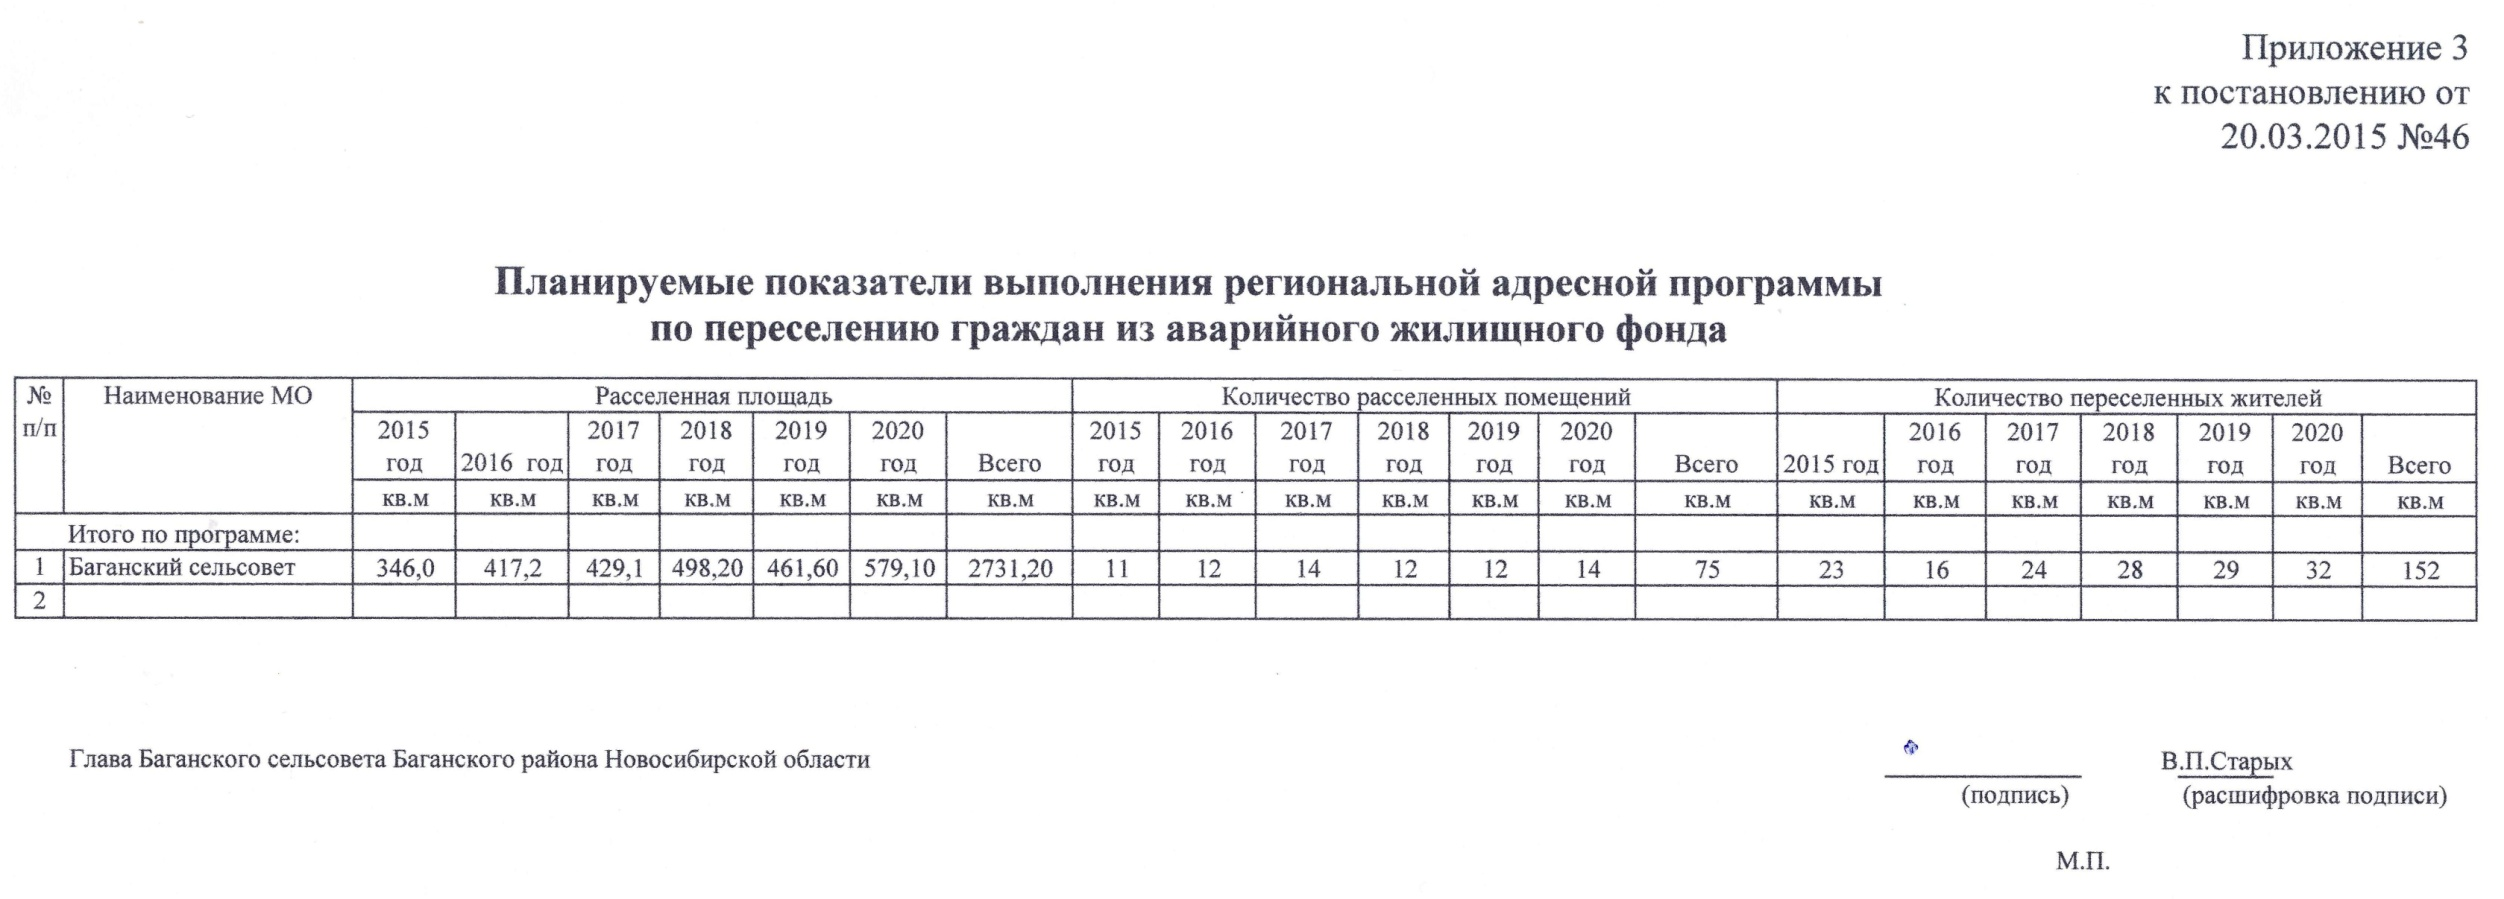 Приложение 3
к постановлению от
20.03.2015 №46
Планируемые показатели выполнения региональной адресной программы
по переселению граждан из аварийного жилищного фонда
№ п/п Наименование МО Расселенная площадь Количество расселенных помещений Количество переселенных жителей
2015 год 2016 год 2017 год 2018 год 2019 год 2020 год Всего 2015 год 2016 год 2017 год 2018 год 2019 год 2020 год Всего 2015 год 2016 год 2017 год 2018 год 2019 год 2020 год Всего
кв.м кв.м кв.м кв.м кв.м кв.м кв.м кв.м кв.м кв.м кв.м кв.м кв.м кв.м кв.м кв.м кв.м кв.м кв.м кв.м кв.м
Итого по программе:
1 Баганский сельсовет 346,0 417,2 429,1 498,20 461,60 579,10 2731,20 11 12 14 12 12 14 75 23 16 24 28 29 32 152
2
Глава Баганского сельсовета Баганского района Новосибирской области В.П.Старых
(подпись) (расшифровка подписи)
М.П.